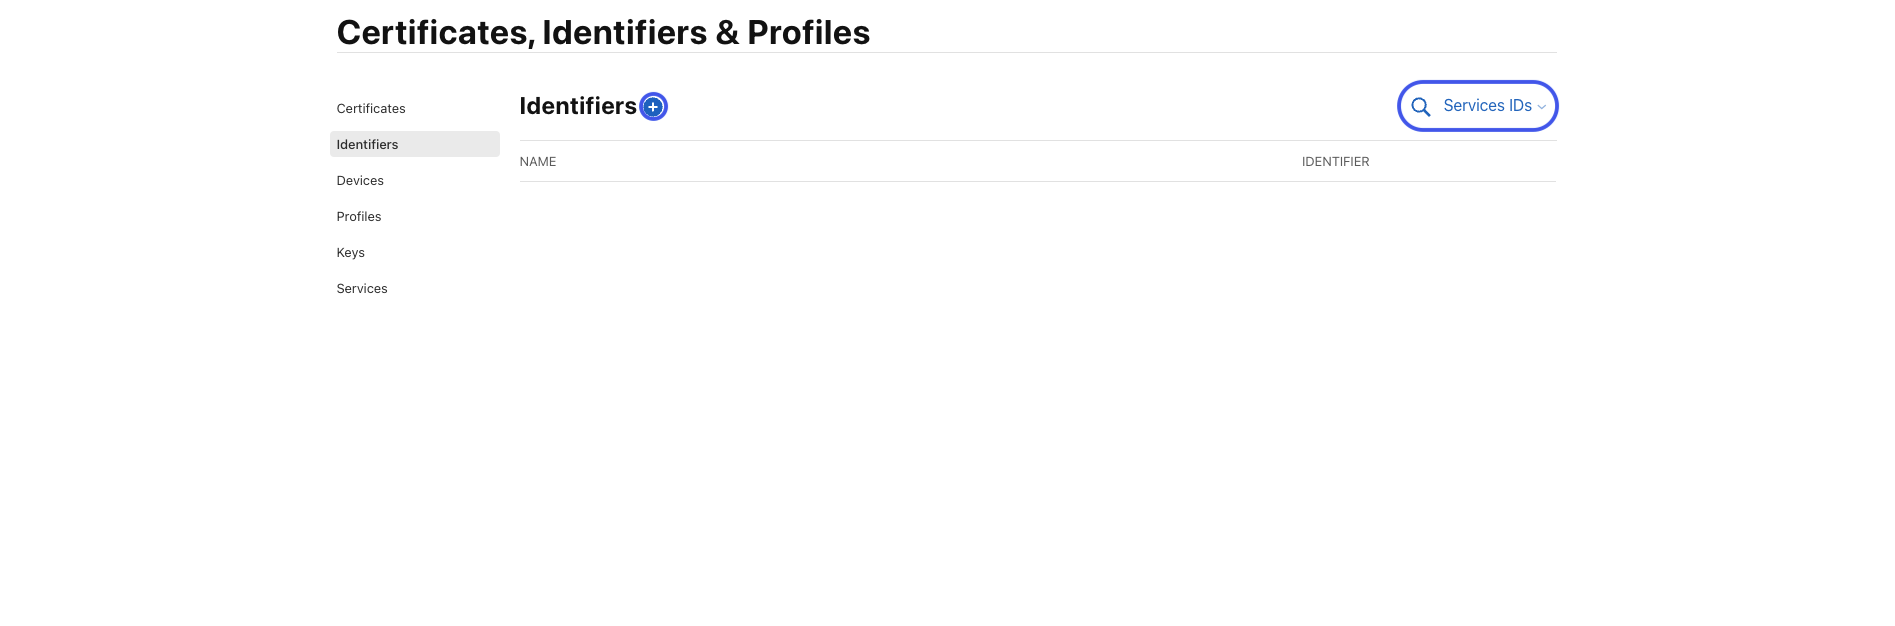 Certificates, Identifiers & Profiles
Certificates
Identifiers
Devices
Profiles
Keys
Services
Identifiers
Services IDs
NAME IDENTIFIER